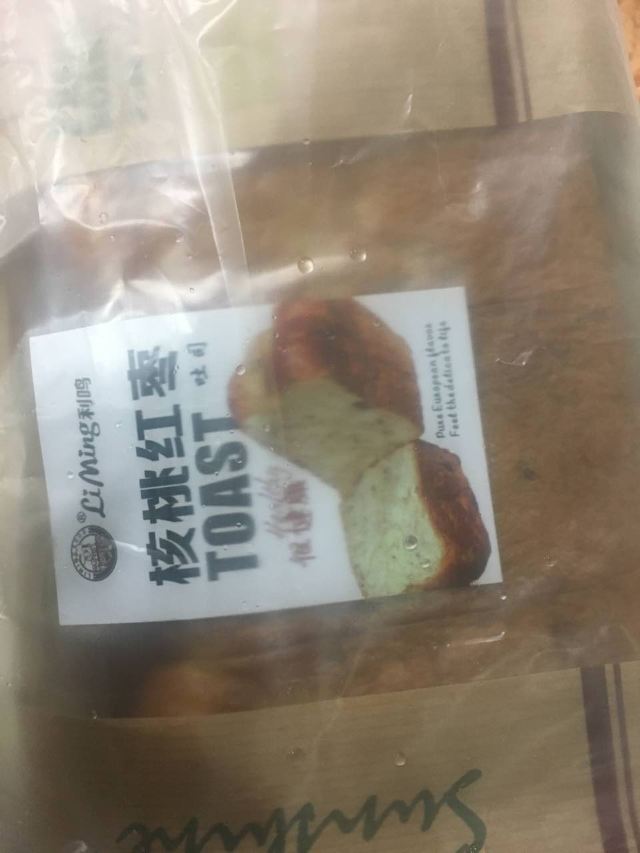 ®LiMing利鸣
核桃红枣
TOAST
吐司
Pure European flavor
Feel the delicate life
Sunshine